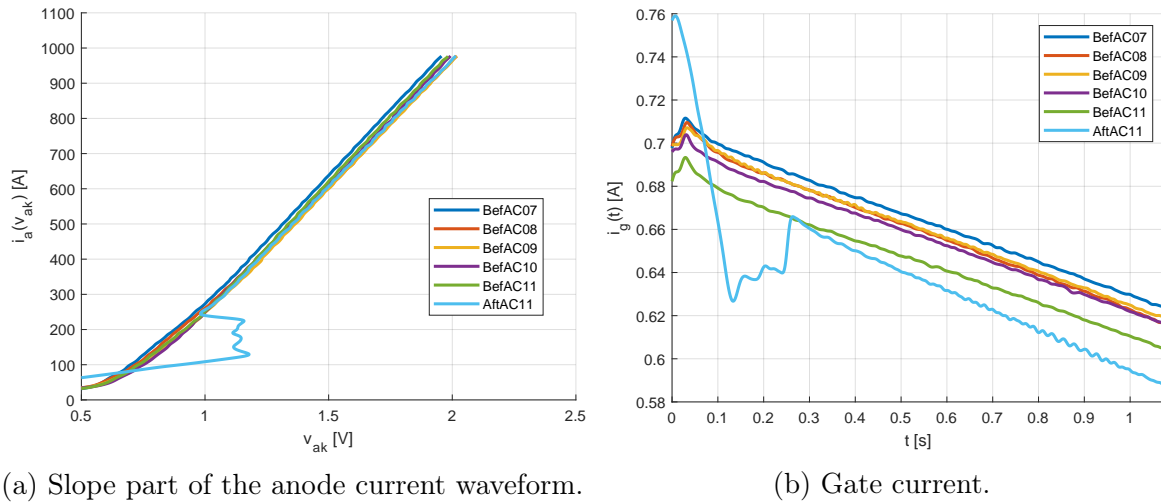 1100
1000
900
800
700
600
500
400
300
200
100
0
i_a(v_ak) [A]
0.5
1
1.5
2
2.5
v_ak [V]
BefAC07
BefAC08
BefAC09
BefAC10
BefAC11
AftAC11
(a) Slope part of the anode current waveform.
0.76
0.74
0.72
0.7
0.68
0.66
0.64
0.62
0.6
0.58
i_g(t) [A]
0
0.1
0.2
0.3
0.4
0.5
0.6
0.7
0.8
0.9
1
t [s]
BefAC07
BefAC08
BefAC09
BefAC10
BefAC11
AftAC11
(b) Gate current.